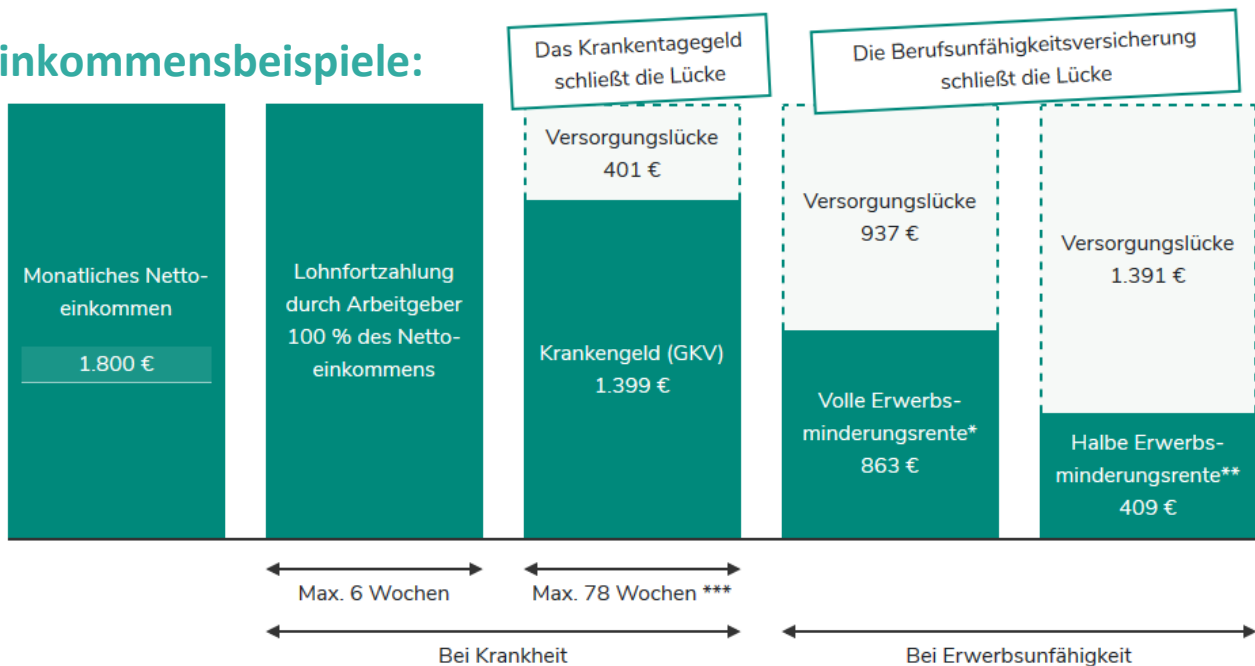 inkommensbeispiele:
Das Krankentagegeld
schließt die Lücke
Die Berufsunfähigkeitsversicherung
schließt die Lücke
Monatliches Netto-
einkommen
1.800 €
Lohnfortzahlung
durch Arbeitgeber
100 % des Netto-
einkommens
Versorgungslücke
401 €
Krankengeld (GKV)
1.399 €
Versorgungslücke
937 €
Volle Erwerbs-
minderungsrente*
863 €
Versorgungslücke
1.391 €
Halbe Erwerbs-
minderungsrente**
409 €
Max. 6 Wochen
Max. 78 Wochen ***
Bei Krankheit
Bei Erwerbsunfähigkeit